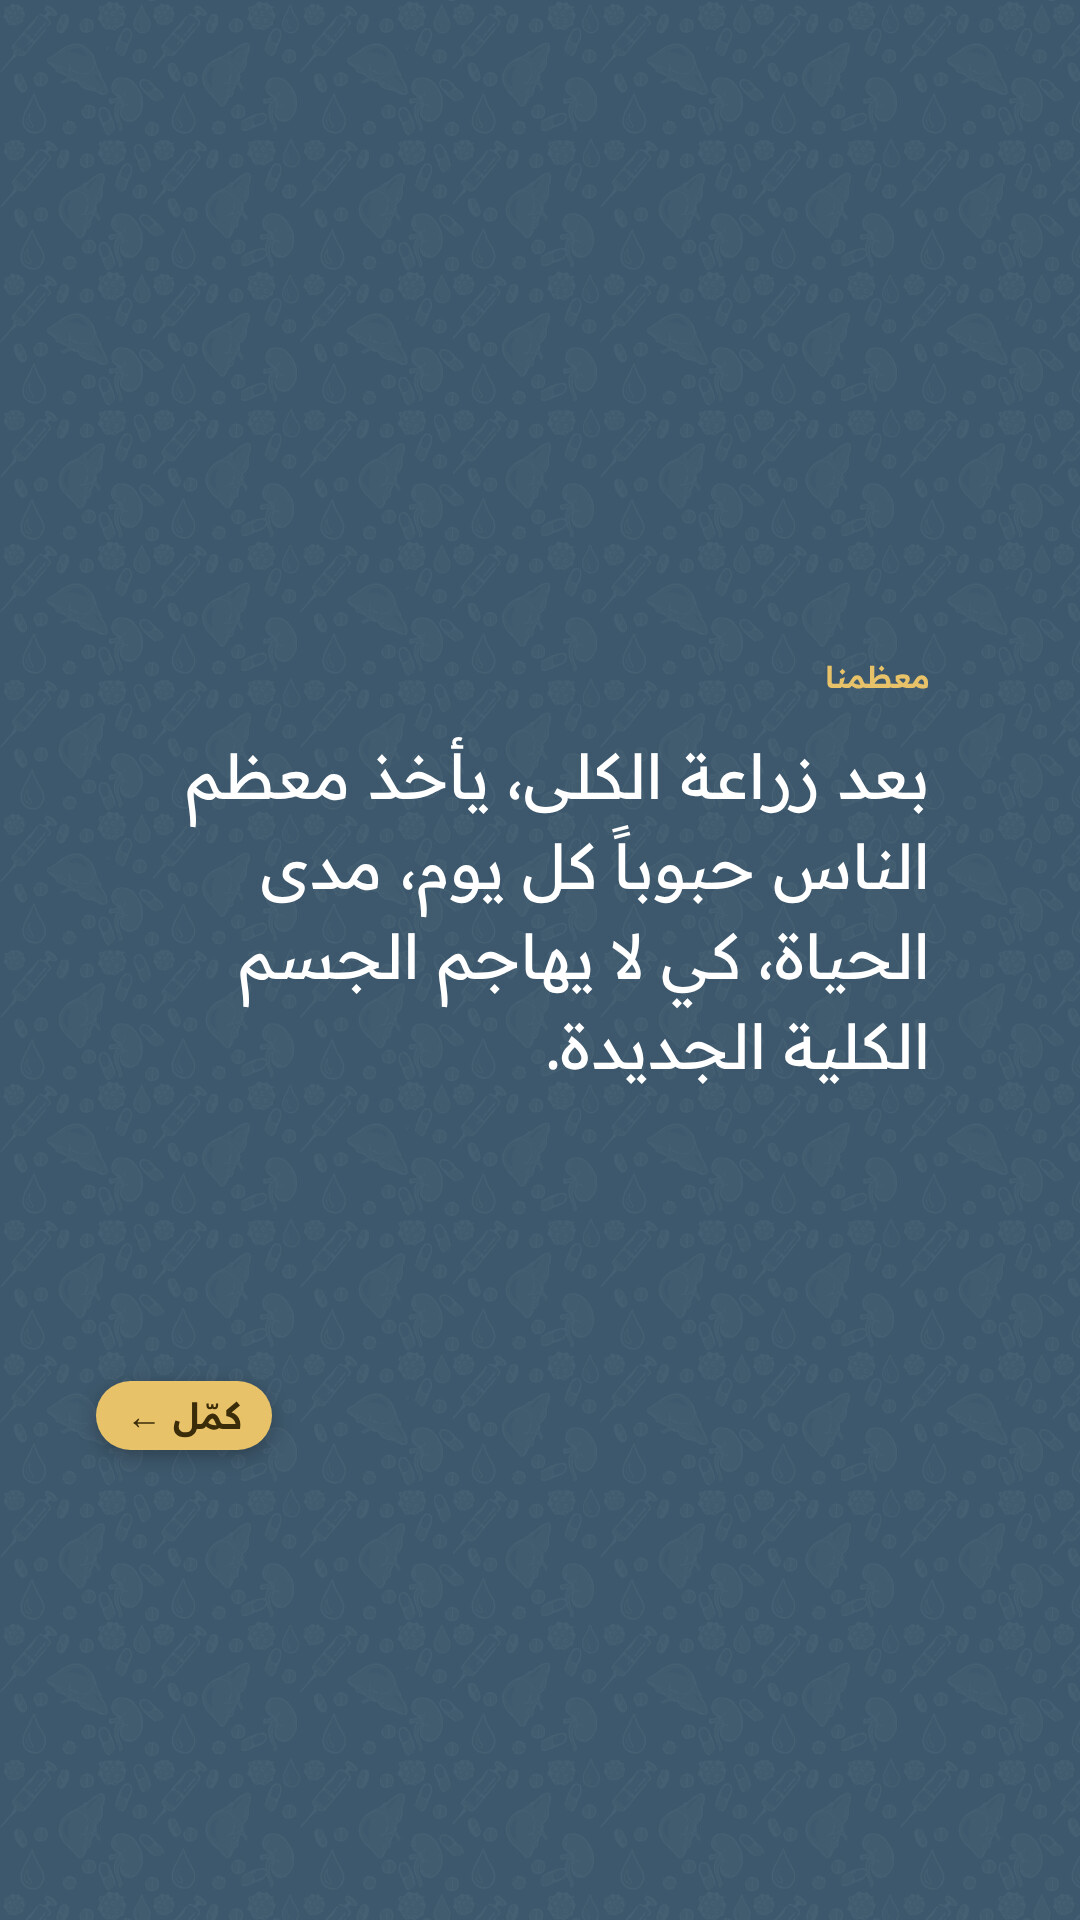 معظمنا
بعد زراعة الكلى، يأخذ معظم
الناس حبوباً كل يوم، مدى
الحياة، كي لا يهاجم الجسم
الكلية الجديدة.
كمّل ←